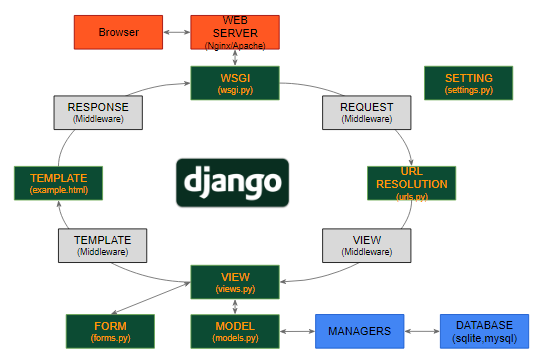 Browser
WEB
SERVER
(Nginx/Apache)
WSGI
(wsgi.py)
SETTING
(settings.py)
RESPONSE
(Middleware)
REQUEST
(Middleware)
TEMPLATE
(example.html)
django
URL
RESOLUTION
(urls.py)
TEMPLATE
(Middleware)
VIEW
(Middleware)
VIEW
(views.py)
FORM
(forms.py)
MODEL
(models.py)
MANAGERS
DATABASE
(sqlite,mysql)